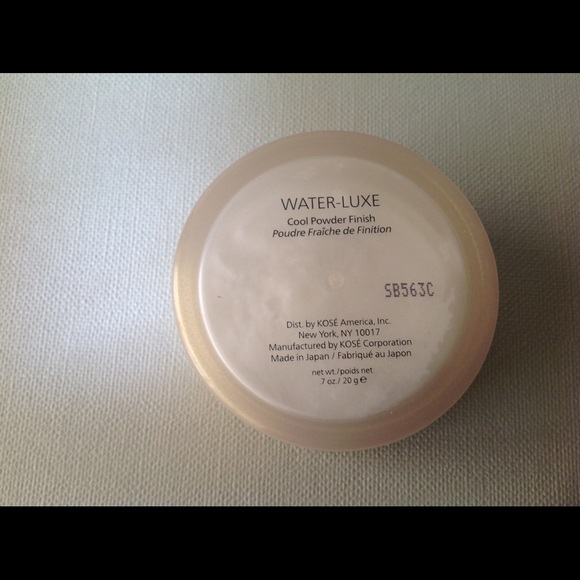 WATER-LUXE
Cool Powder Finish
Poudre Fraîche de Finition
SB563C
Dist. by KOSÉ America, Inc.
New York, NY 10017
Manufactured by KOSÉ Corporation
Made in Japan / Fabriqué au Japon
net wt./poids net
.7 oz./ 20 g ℮